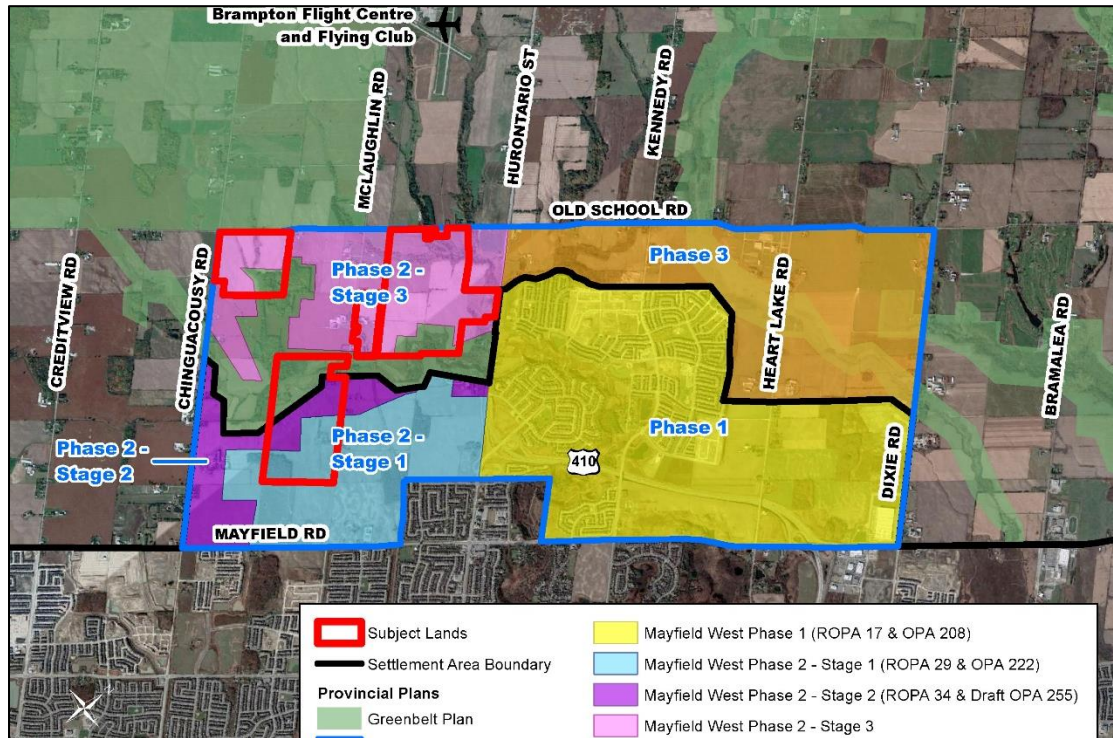 Brampton Flight Centre
and Flying Club
MCLAUGHLIN RD
HURONTARIO ST
KENNEDY RD
OLD SCHOOL RD
CREDITVIEW RD
CHINGUACOUSY RD
Phase 2 -
Stage 3
Phase 3
HEART LAKE RD
BRAMALEA RD
Phase 2 -
Stage 2
Phase 2 -
Stage 1
Phase 1
410
DIXIE RD
MAYFIELD RD
Subject Lands
Settlement Area Boundary
Provincial Plans
Greenbelt Plan
Mayfield West Phase 1 (ROPA 17 & OPA 208)
Mayfield West Phase 2 - Stage 1 (ROPA 29 & OPA 222)
Mayfield West Phase 2 - Stage 2 (ROPA 34 & Draft OPA 255)
Mayfield West Phase 2 - Stage 3